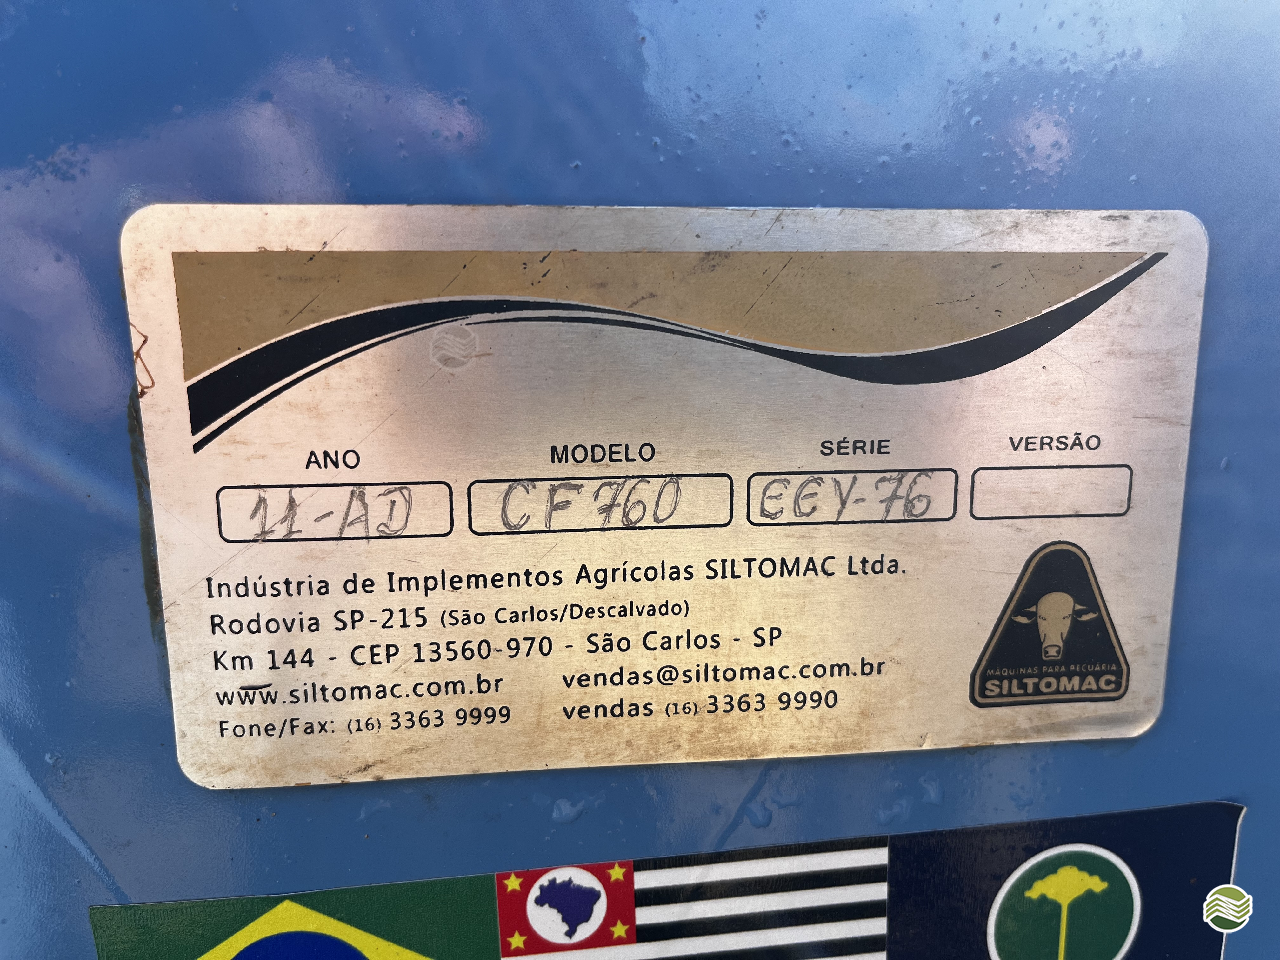 ANO MODELO SÉRIE VERSÃO
11-AD CF760 EEY-76
Indústria de Implementos Agrícolas SILTOMAC Ltda.
Rodovia SP-215 (São Carlos/Descalvado)
Km 144 - CEP 13560-970 - São Carlos - SP
www.siltomac.com.br vendas@siltomac.com.br
Fone/Fax: (16) 3363 9999 vendas (16) 3363 9990
MÁQUINAS PARA PECUÁRIA
SILTOMAC